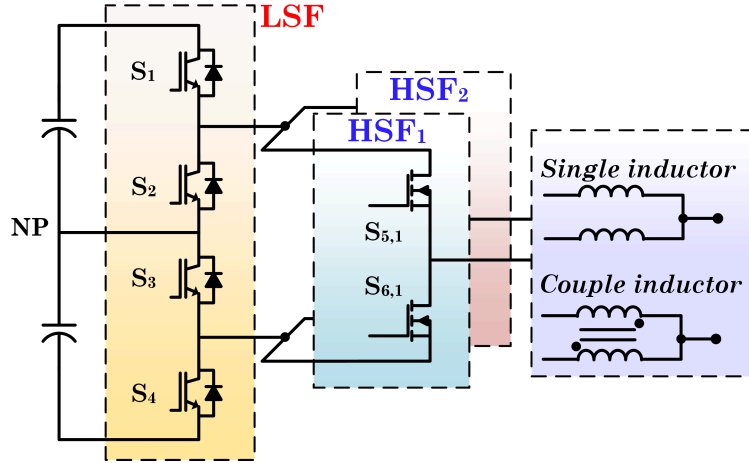 LSF
S1
HSF2
HSF1
Single inductor
S2
NP
S5,1
S3
S6,1
Couple inductor
S4